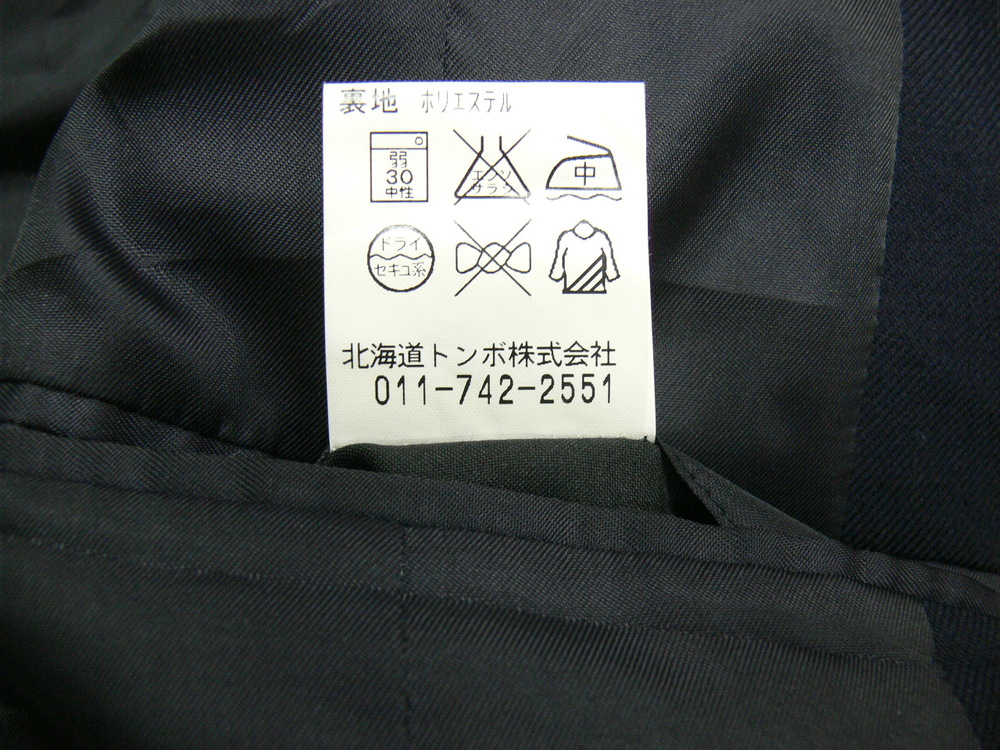 裏地 ポリエステル
弱
30
中性
エンソ
サラシ
中
ドライ
セキユ系
北海道トンボ株式会社
011-742-2551